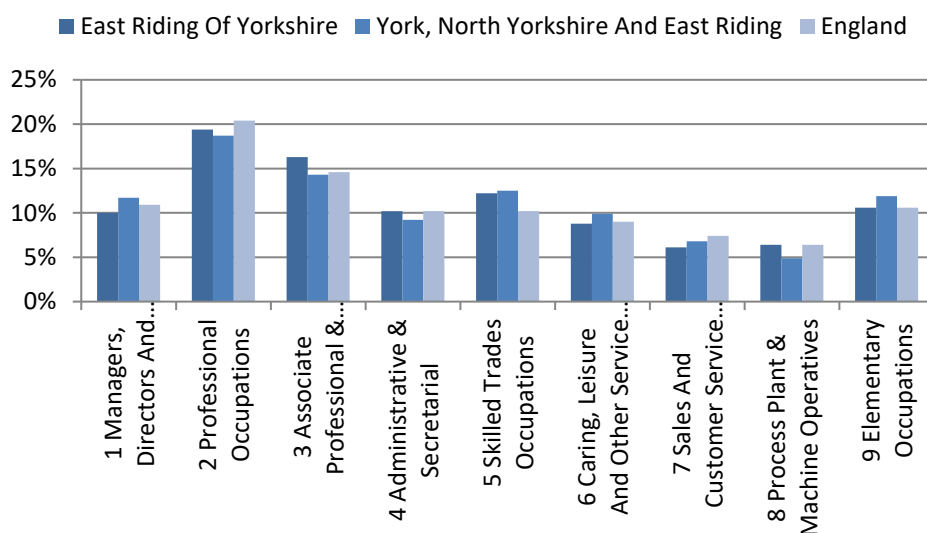 East Riding Of Yorkshire York, North Yorkshire And East Riding England
25%
20%
15%
10%
5%
0%
1 Managers,
Directors And…
2 Professional
Occupations
3 Associate
Professional &…
4 Administrative &
Secretarial
5 Skilled Trades
Occupations
6 Caring, Leisure
And Other Service…
7 Sales And
Customer Service…
8 Process Plant &
Machine Operatives
9 Elementary
Occupations